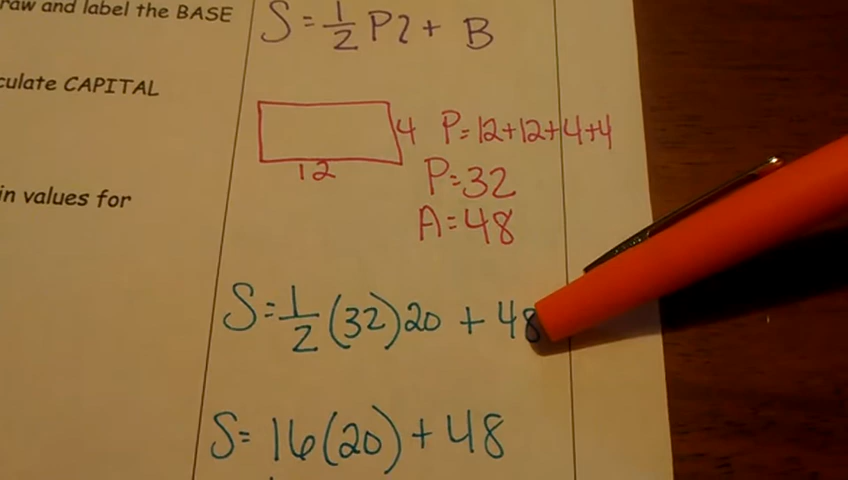 raw and label the BASE
S = 1/2 Pl + B
culate CAPITAL
4
P = 12+12+4+4
12
P = 32
in values for
A = 48
S = 1/2 (32) 20 + 48
S = 16(20) + 48